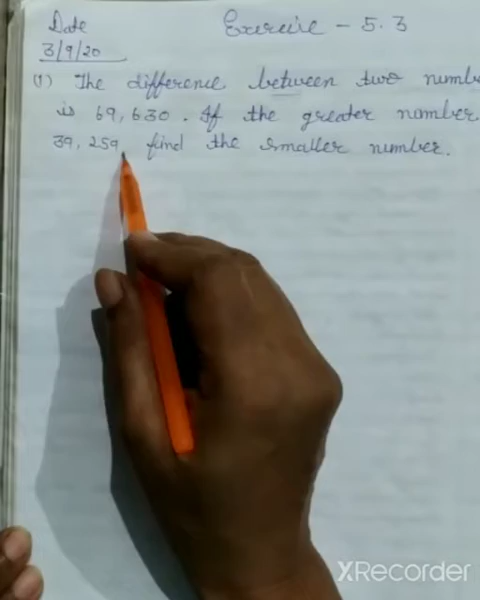 Date
Exercise - 5.3
3/9/20
(1) The difference between two numbe
is 69,630. If the greater number
39,259, find the smaller number.
XRecorder